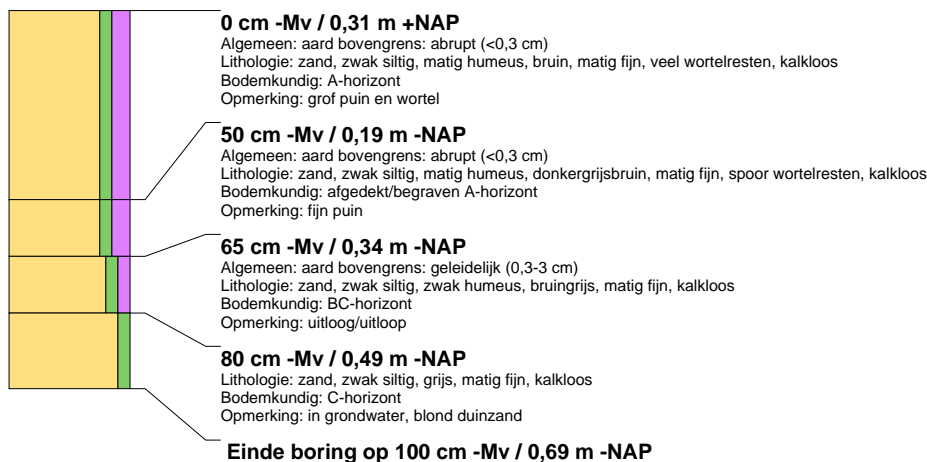 0 cm -Mv / 0,31 m +NAP
Algemeen: aard bovengrens: abrupt (<0,3 cm)
Lithologie: zand, zwak siltig, matig humeus, bruin, matig fijn, veel wortelresten, kalkloos
Bodemkundig: A-horizont
Opmerking: grof puin en wortel
50 cm -Mv / 0,19 m -NAP
Algemeen: aard bovengrens: abrupt (<0,3 cm)
Lithologie: zand, zwak siltig, matig humeus, donkergrijsbruin, matig fijn, spoor wortelresten, kalkloos
Bodemkundig: afgedekt/begraven A-horizont
Opmerking: fijn puin
65 cm -Mv / 0,34 m -NAP
Algemeen: aard bovengrens: geleidelijk (0,3-3 cm)
Lithologie: zand, zwak siltig, zwak humeus, bruingrijs, matig fijn, kalkloos
Bodemkundig: BC-horizont
Opmerking: uitloog/uitloop
80 cm -Mv / 0,49 m -NAP
Lithologie: zand, zwak siltig, grijs, matig fijn, kalkloos
Bodemkundig: C-horizont
Opmerking: in grondwater, blond duinzand
Einde boring op 100 cm -Mv / 0,69 m -NAP